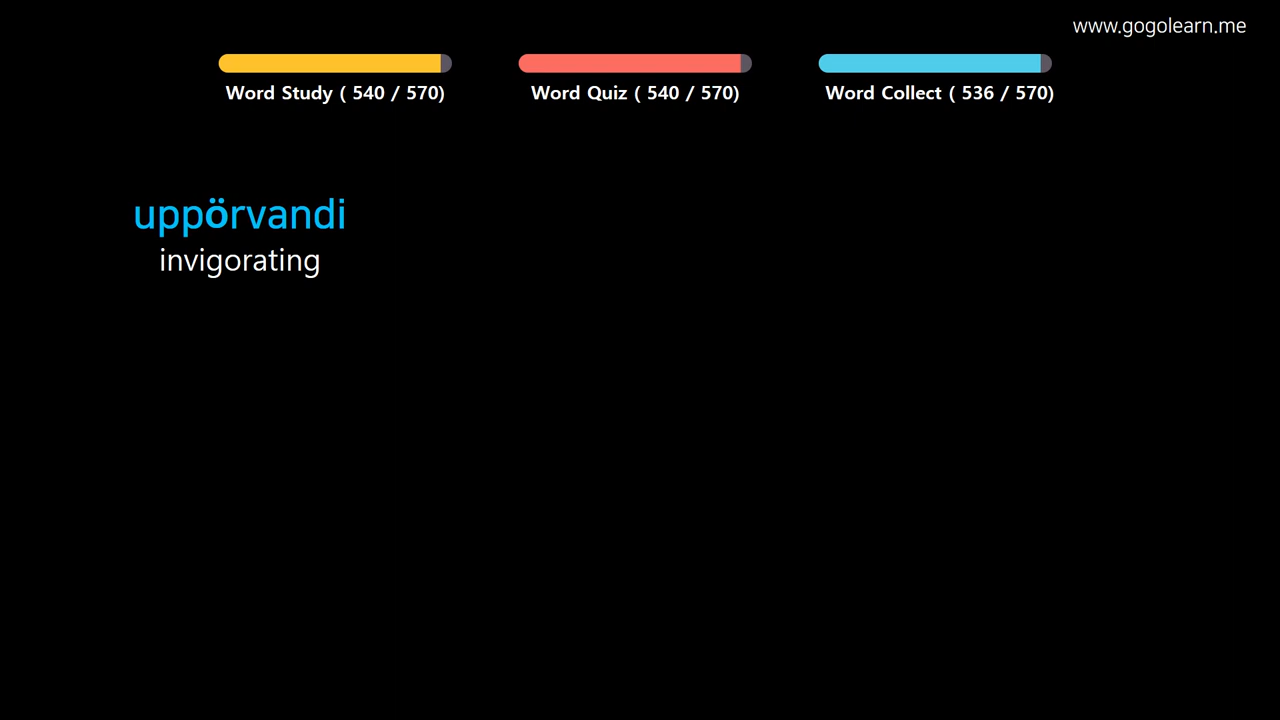 www.gogolearn.me
Word Study ( 540 / 570)
Word Quiz ( 540 / 570)
Word Collect ( 536 / 570)
uppörvandi
invigorating